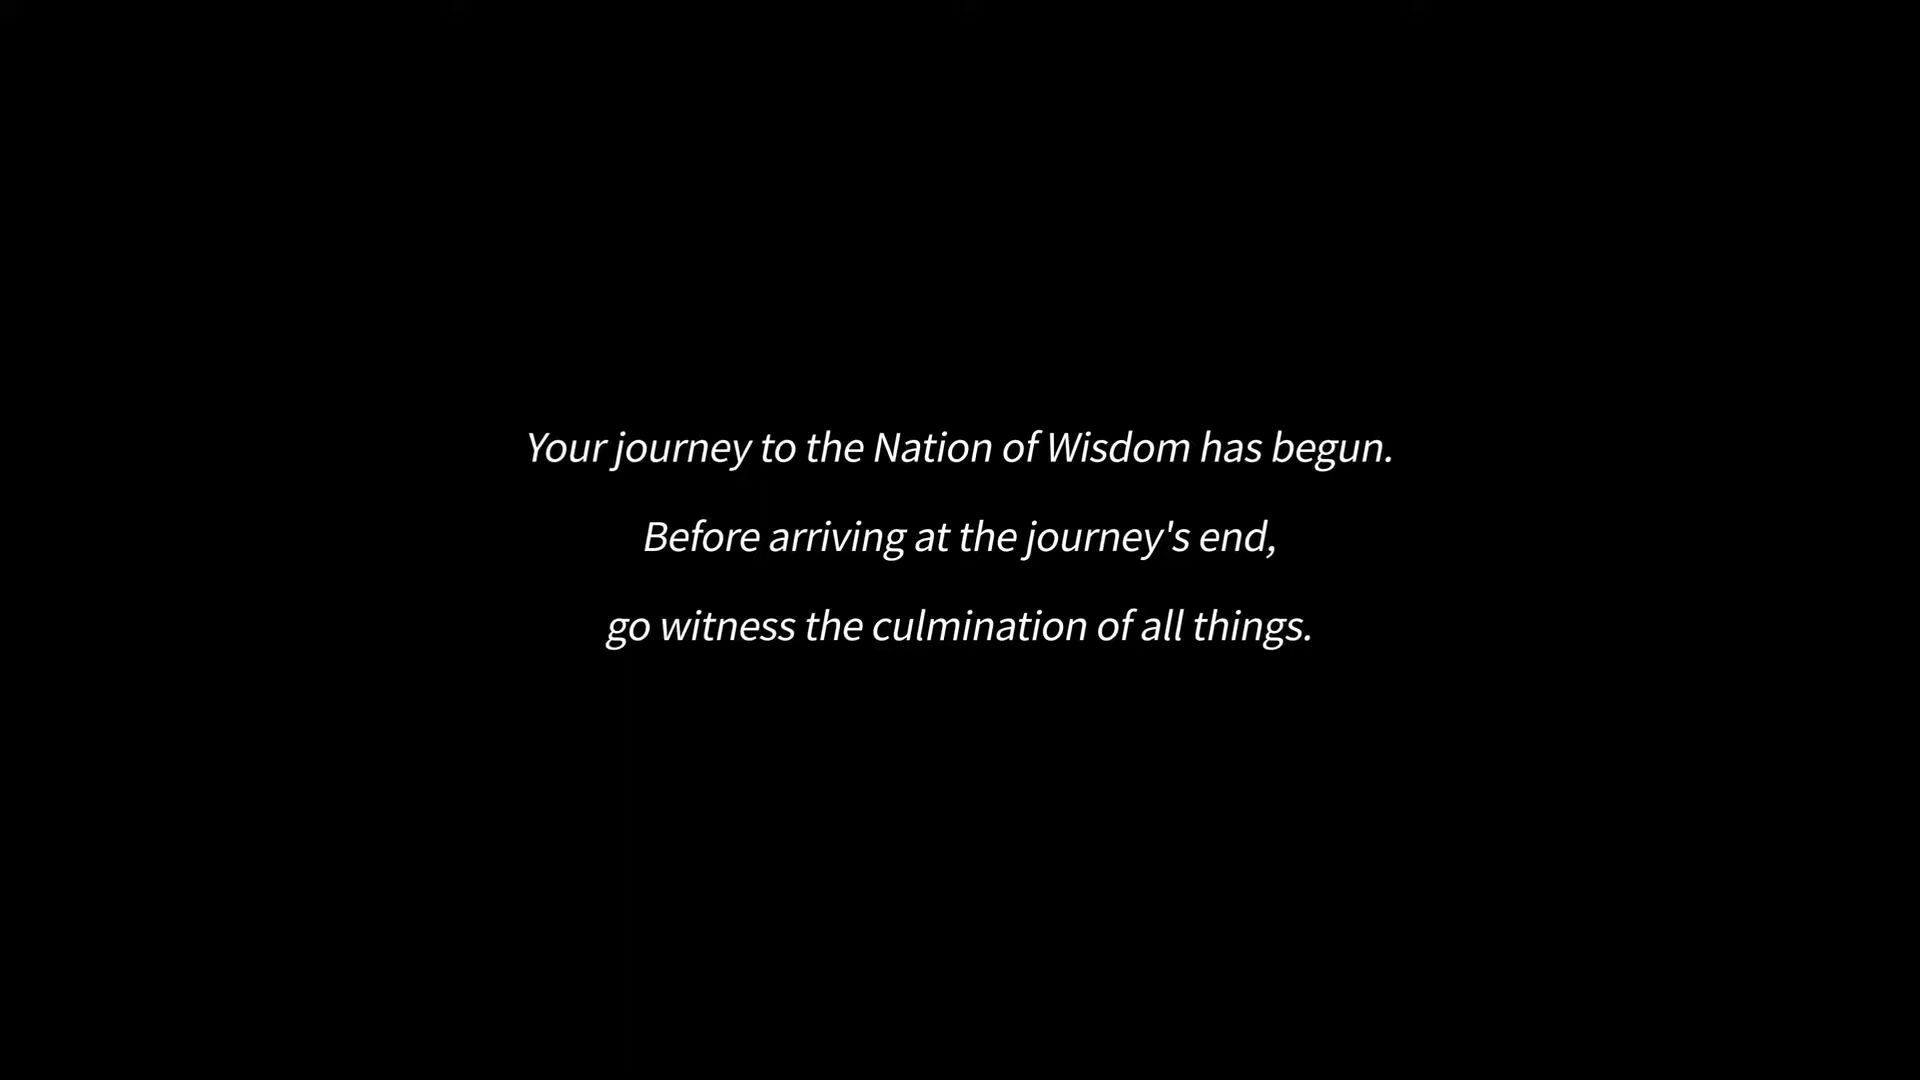 Your journey to the Nation of Wisdom has begun.
Before arriving at the journey's end,
go witness the culmination of all things.